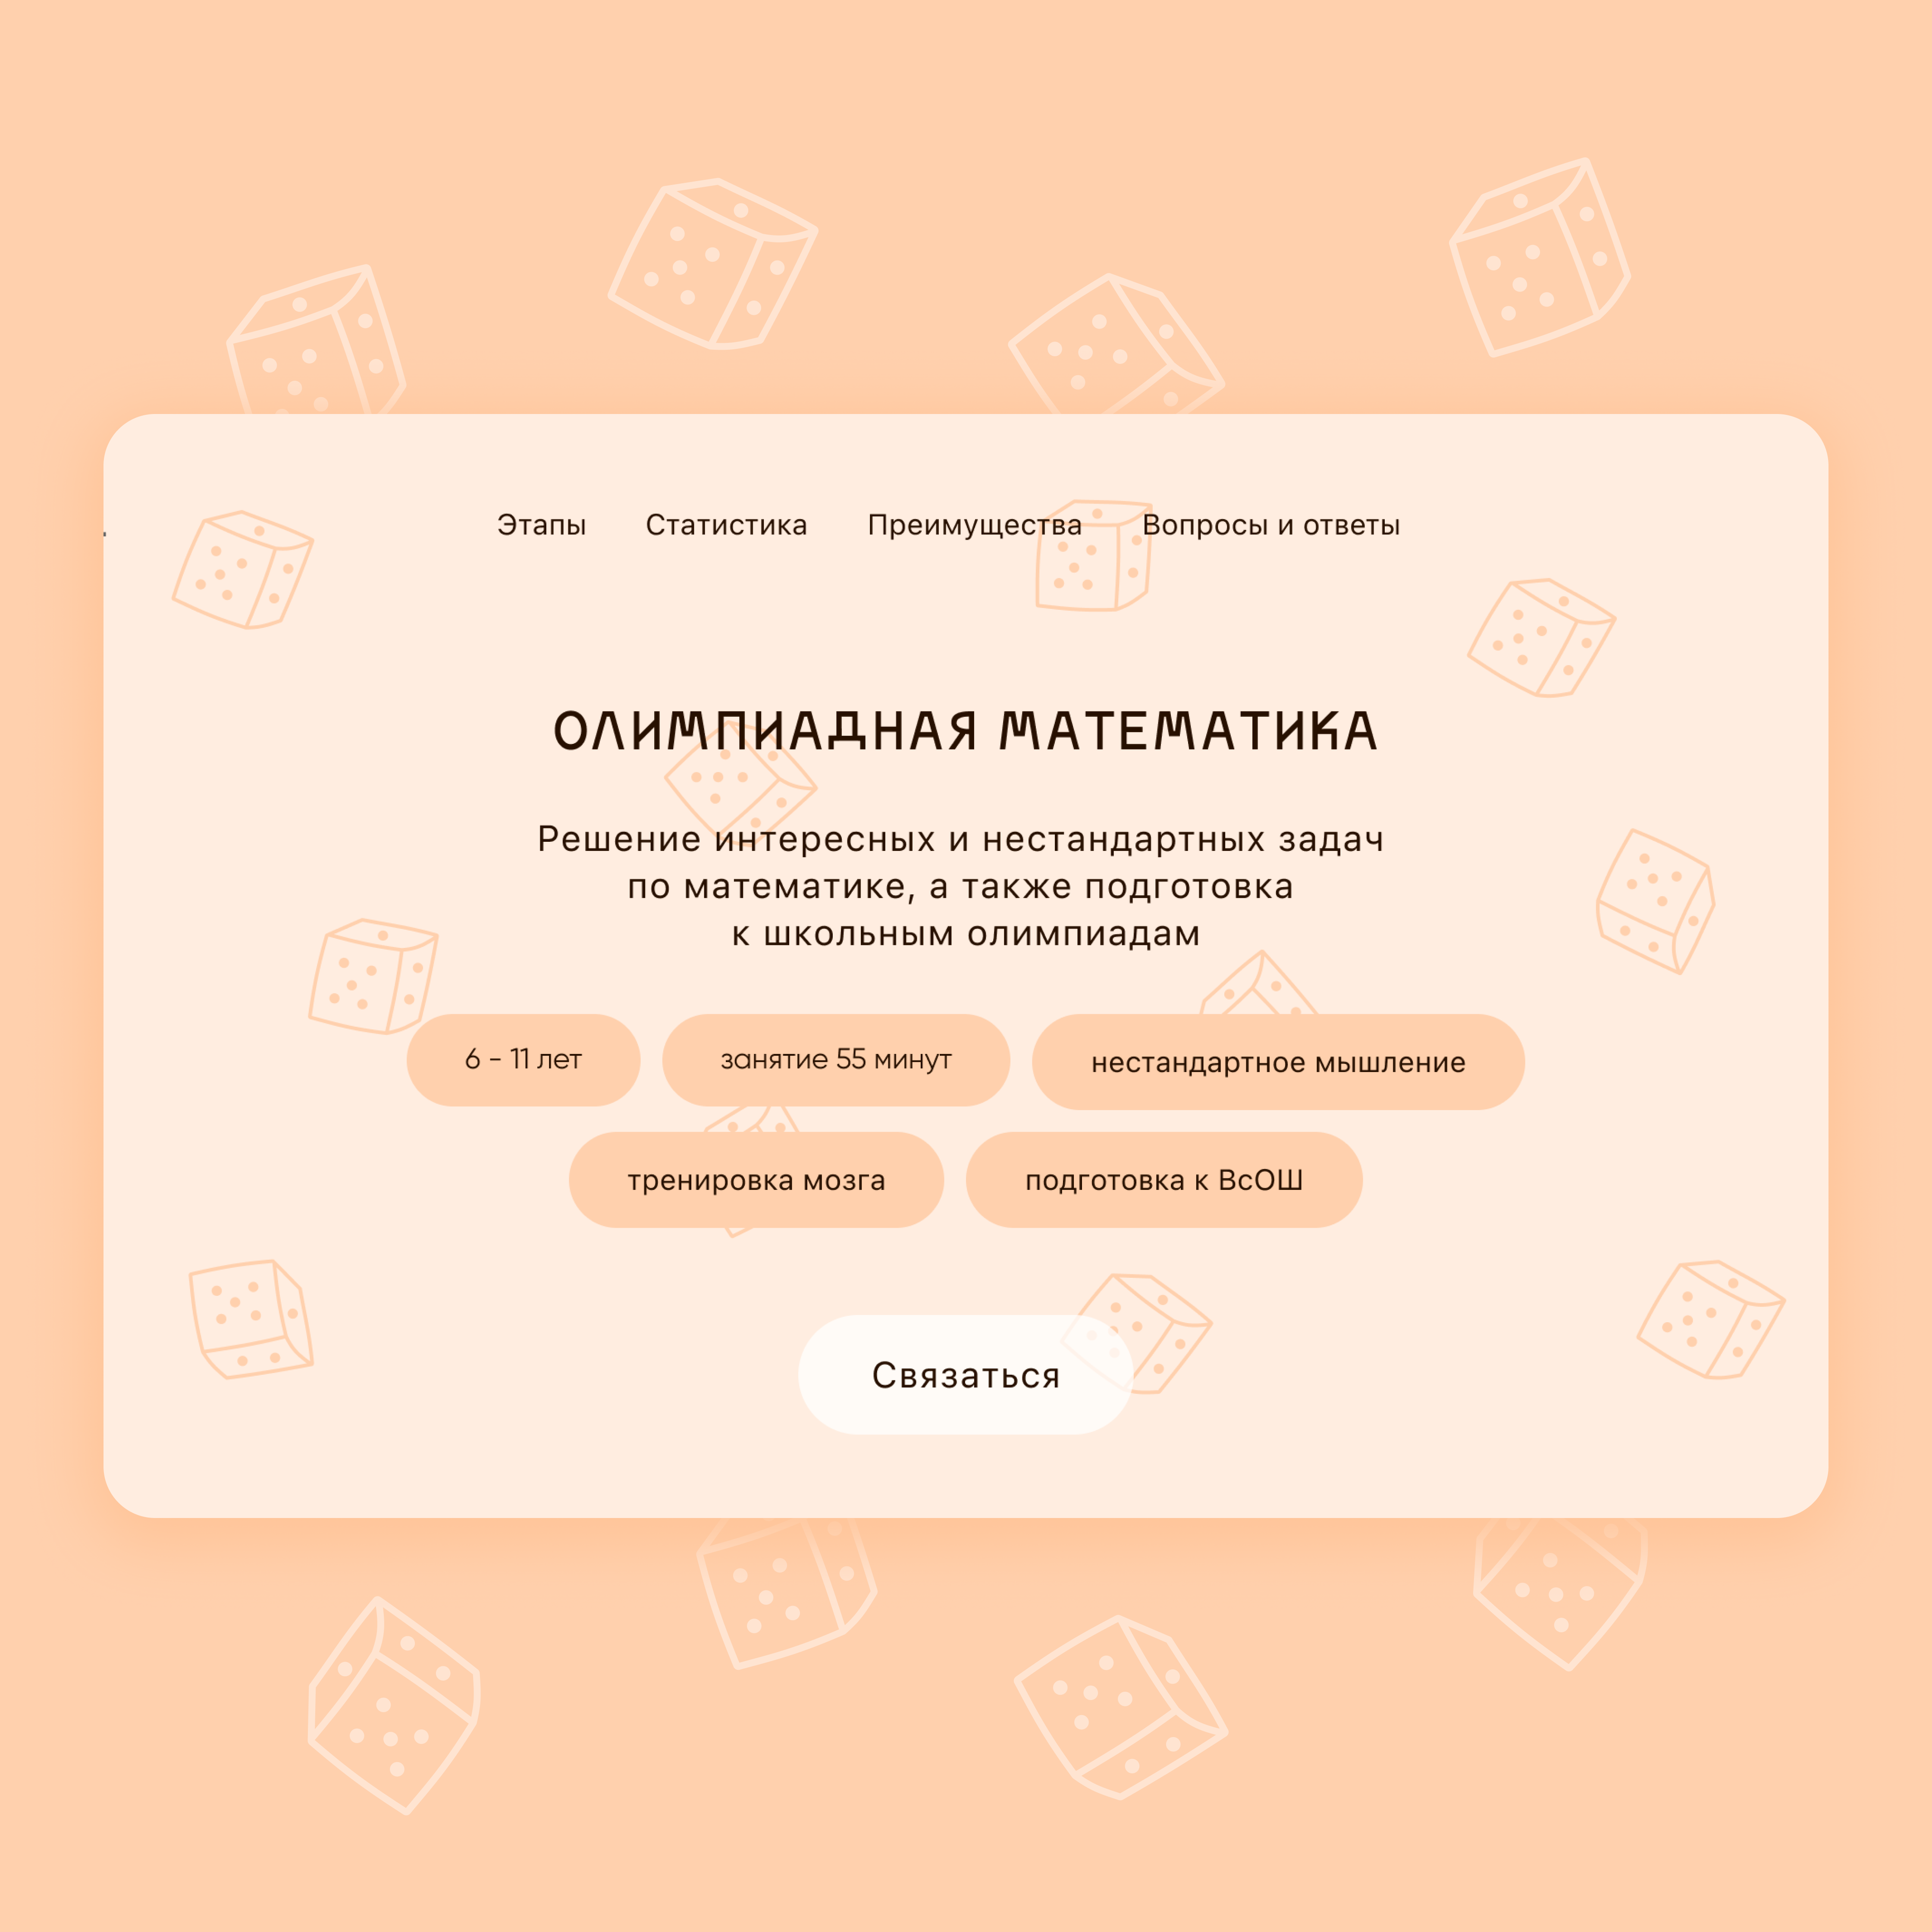 Этапы Статистика Преимущества Вопросы и ответы
ОЛИМПИАДНАЯ МАТЕМАТИКА
Решение интересных и нестандартных задач
по математике, а также подготовка
к школьным олимпиадам
6 - 11 лет занятие 55 минут нестандартное мышление
тренировка мозга подготовка к ВсОШ
Связаться